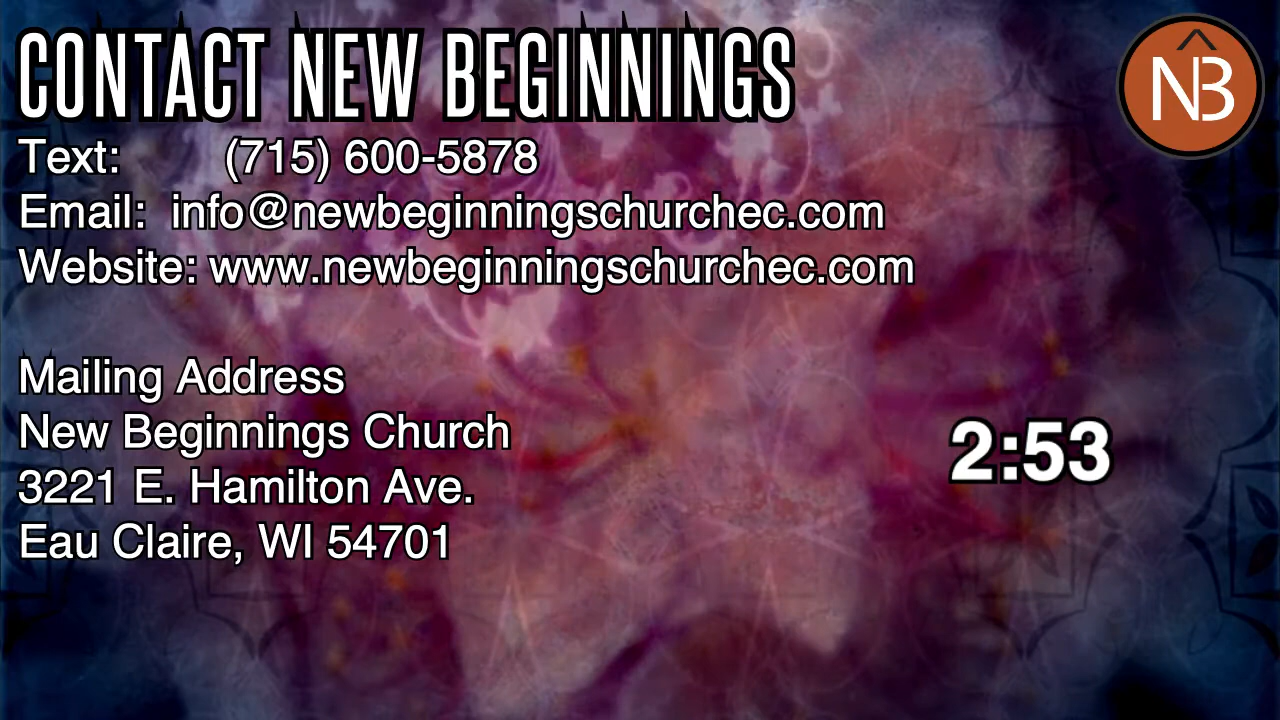 CONTACT NEW BEGINNINGS
NB
Text: (715) 600-5878
Email: info@newbeginningschurchec.com
Website: www.newbeginningschurchec.com
Mailing Address
New Beginnings Church
3221 E. Hamilton Ave.
Eau Claire, WI 54701
2:53